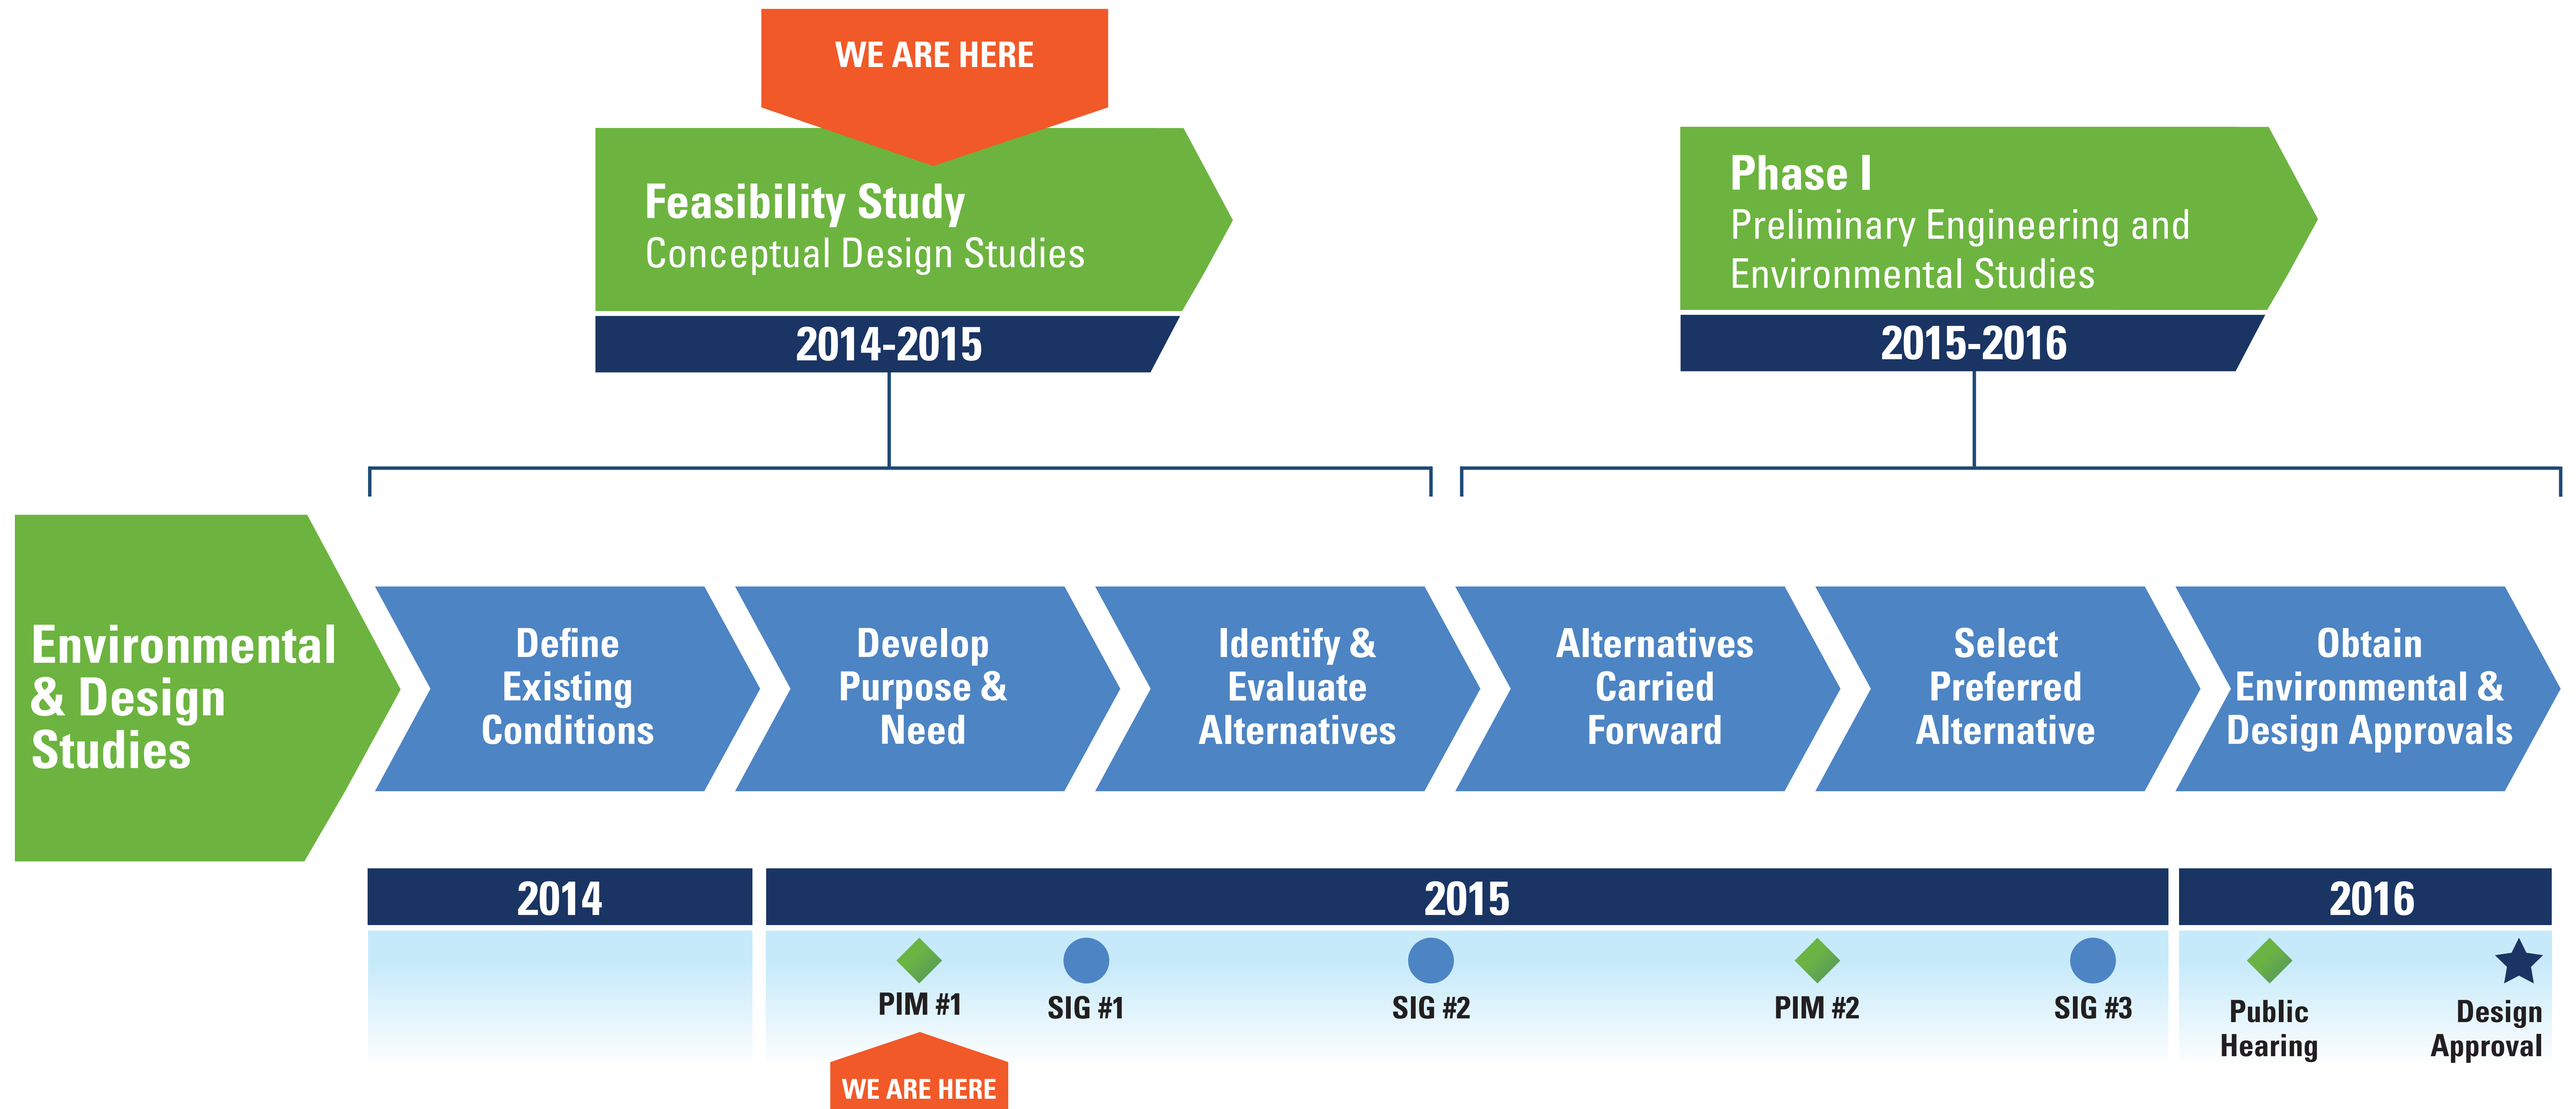 WE ARE HERE
Feasibility Study
Conceptual Design Studies
2014-2015
Phase I
Preliminary Engineering and
Environmental Studies
2015-2016
Environmental
& Design
Studies
Define
Existing
Conditions
Develop
Purpose &
Need
Identify &
Evaluate
Alternatives
Alternatives
Carried
Forward
Select
Preferred
Alternative
Obtain
Environmental &
Design Approvals
2014
2015
2016
PIM #1
SIG #1
SIG #2
PIM #2
SIG #3
Public
Hearing
Design
Approval
WE ARE HERE